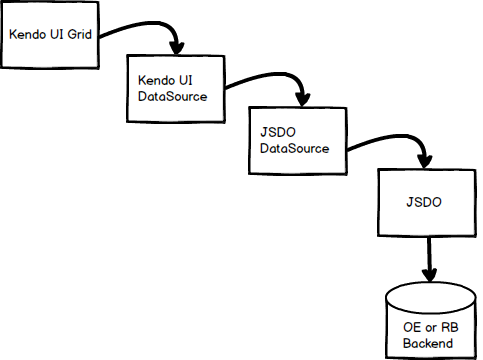 Kendo UI Grid
Kendo UI
DataSource
JSDO
DataSource
JSDO
OE or RB
Backend